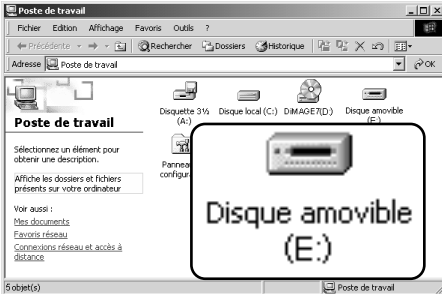 Poste de travail
Fichier Edition Affichage Favoris Outils ?
Précédente Rechercher Dossiers Historique
Adresse Poste de travail OK
Poste de travail
Sélectionnez un élément pour
obtenir une description.
Affiche les dossiers et fichiers
présents sur votre ordinateur
Voir aussi :
Mes documents
Favoris réseau
Connexions réseau et accès à
distance
Disquette 3½
(A:)
Disque local (C:)
DiMAGE7(D:)
Disque amovible
(E:)
Disque amovible
(E:)
5 objet(s) Poste de travail